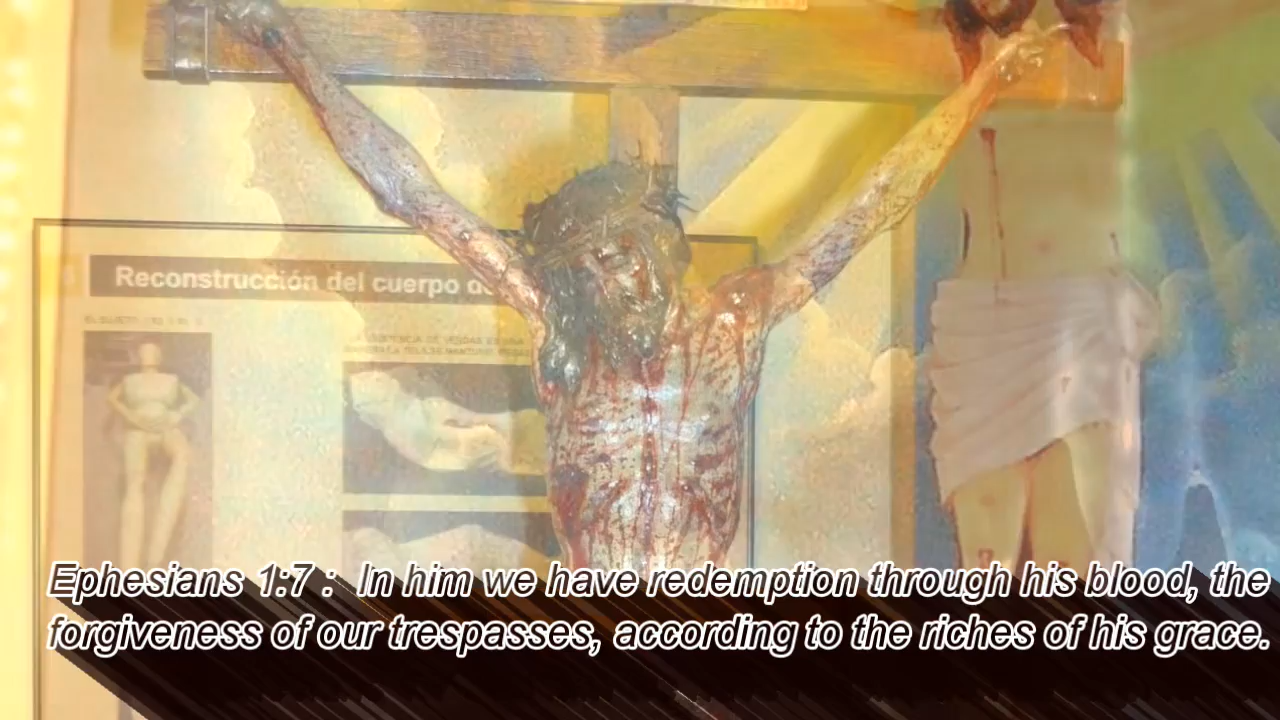 Reconstrucción del cuerpo
Ephesians 1:7 : In him we have redemption through his blood, the
forgiveness of our trespasses, according to the riches of his grace.